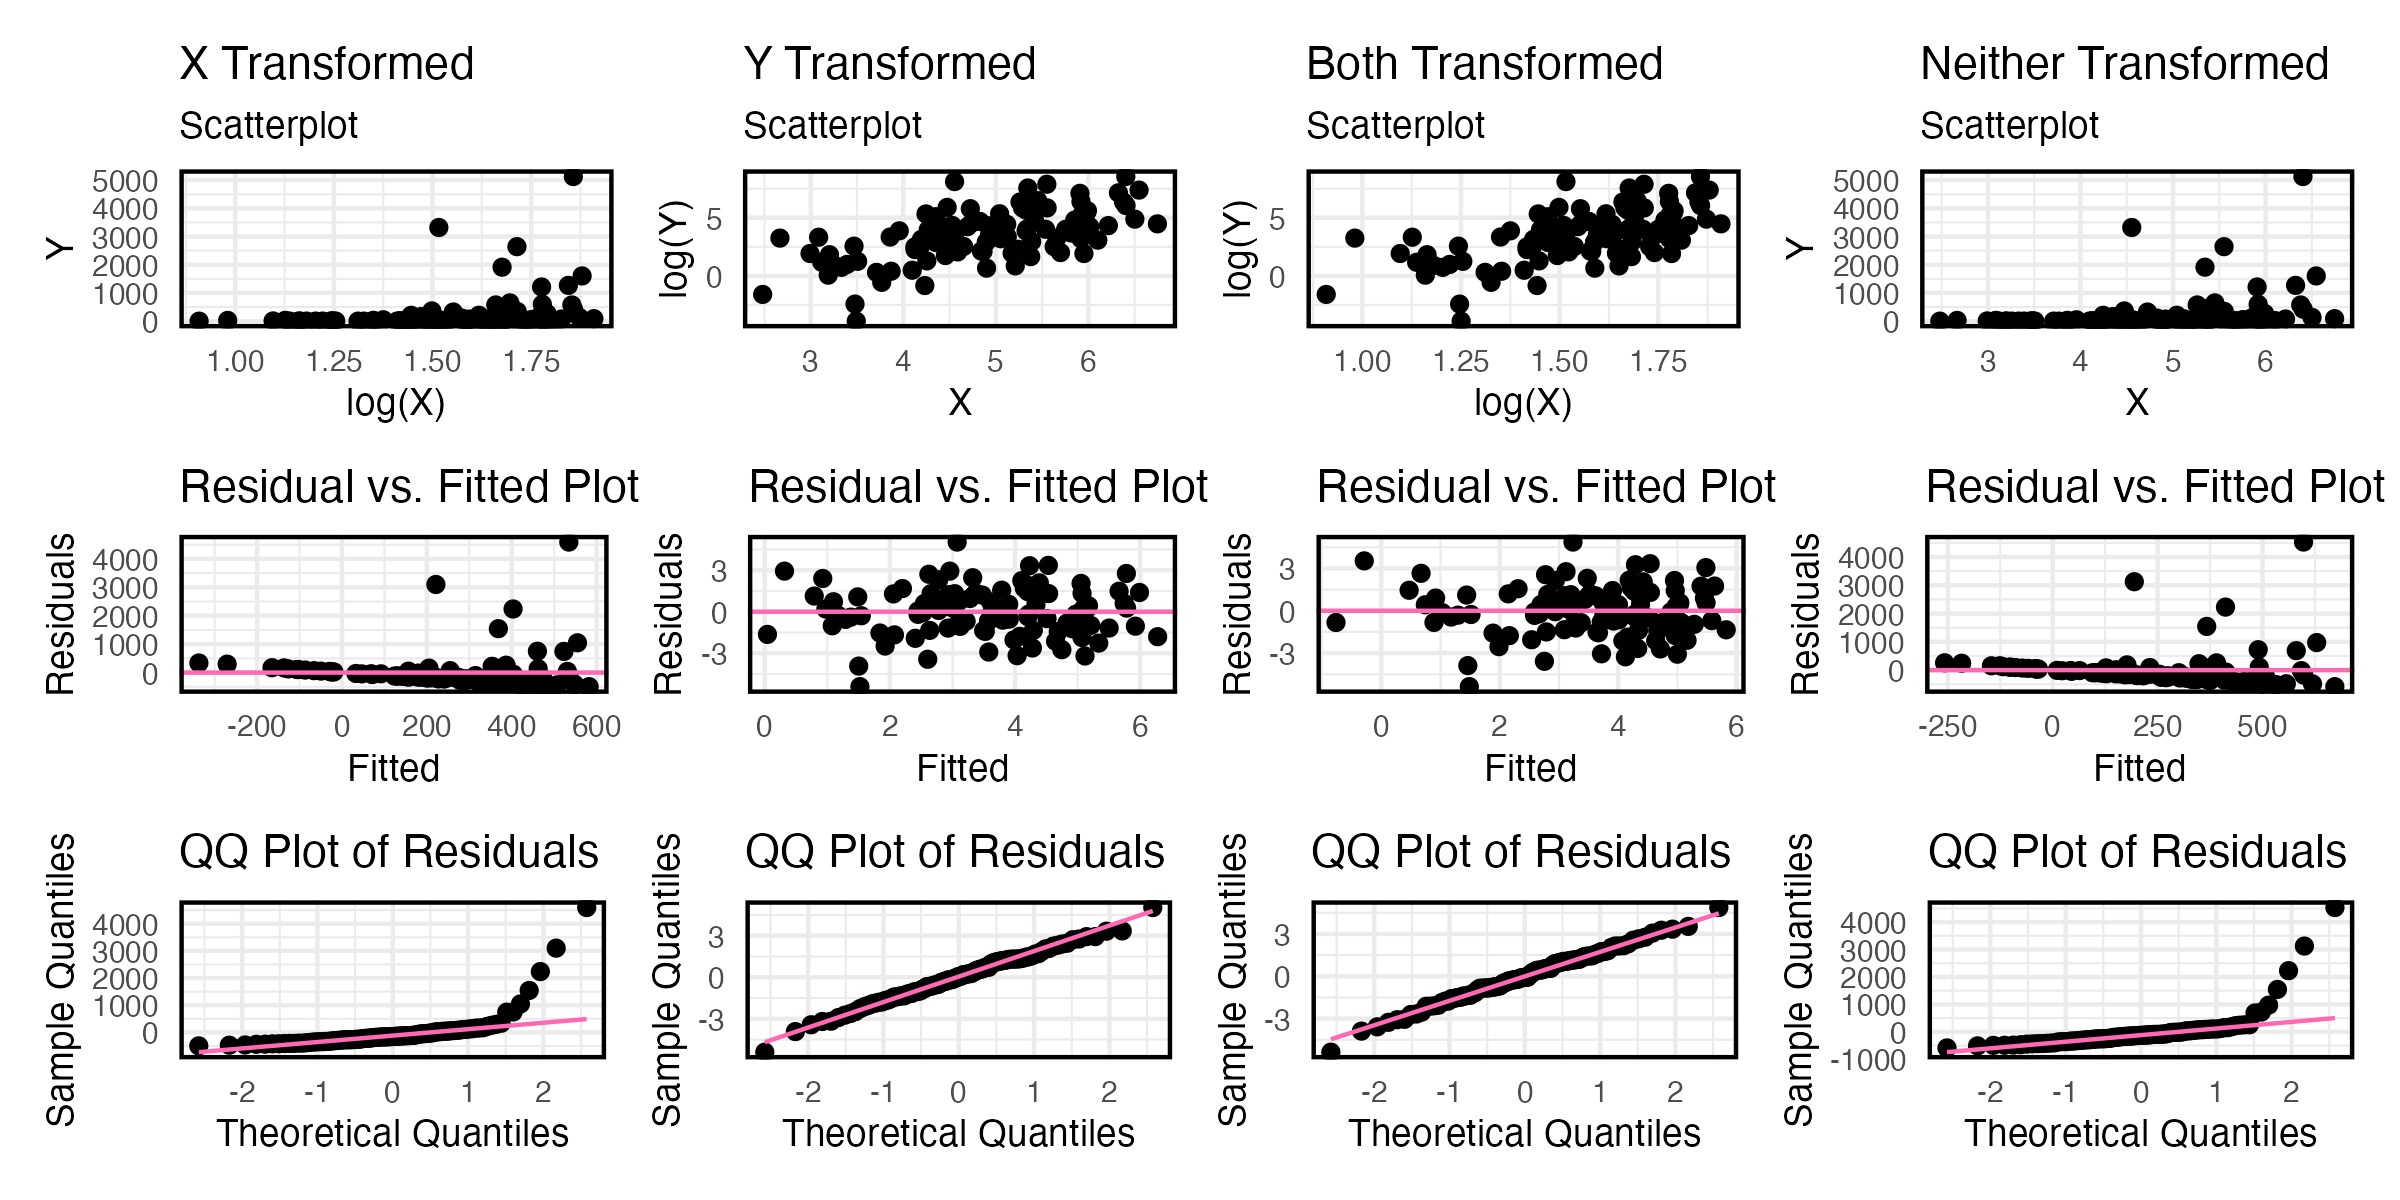 X Transformed
Scatterplot
Y
5000
4000
3000
2000
1000
0
1.00 1.25 1.50 1.75
log(X)
Y Transformed
Scatterplot
log(Y)
5
0
3 4 5 6
X
Both Transformed
Scatterplot
log(Y)
5
0
1.00 1.25 1.50 1.75
log(X)
Neither Transformed
Scatterplot
Y
5000
4000
3000
2000
1000
0
3 4 5 6
X
Residual vs. Fitted Plot
Residuals
4000
3000
2000
1000
0
-200 0 200 400 600
Fitted
Residual vs. Fitted Plot
Residuals
3
0
-3
0 2 4 6
Fitted
Residual vs. Fitted Plot
Residuals
3
0
-3
0 2 4 6
Fitted
Residual vs. Fitted Plot
Residuals
4000
3000
2000
1000
0
-250 0 250 500
Fitted
QQ Plot of Residuals
Sample Quantiles
4000
3000
2000
1000
0
-2 -1 0 1 2
Theoretical Quantiles
QQ Plot of Residuals
Sample Quantiles
3
0
-3
-2 -1 0 1 2
Theoretical Quantiles
QQ Plot of Residuals
Sample Quantiles
3
0
-3
-2 -1 0 1 2
Theoretical Quantiles
QQ Plot of Residuals
Sample Quantiles
4000
3000
2000
1000
0
-1000
-2 -1 0 1 2
Theoretical Quantiles